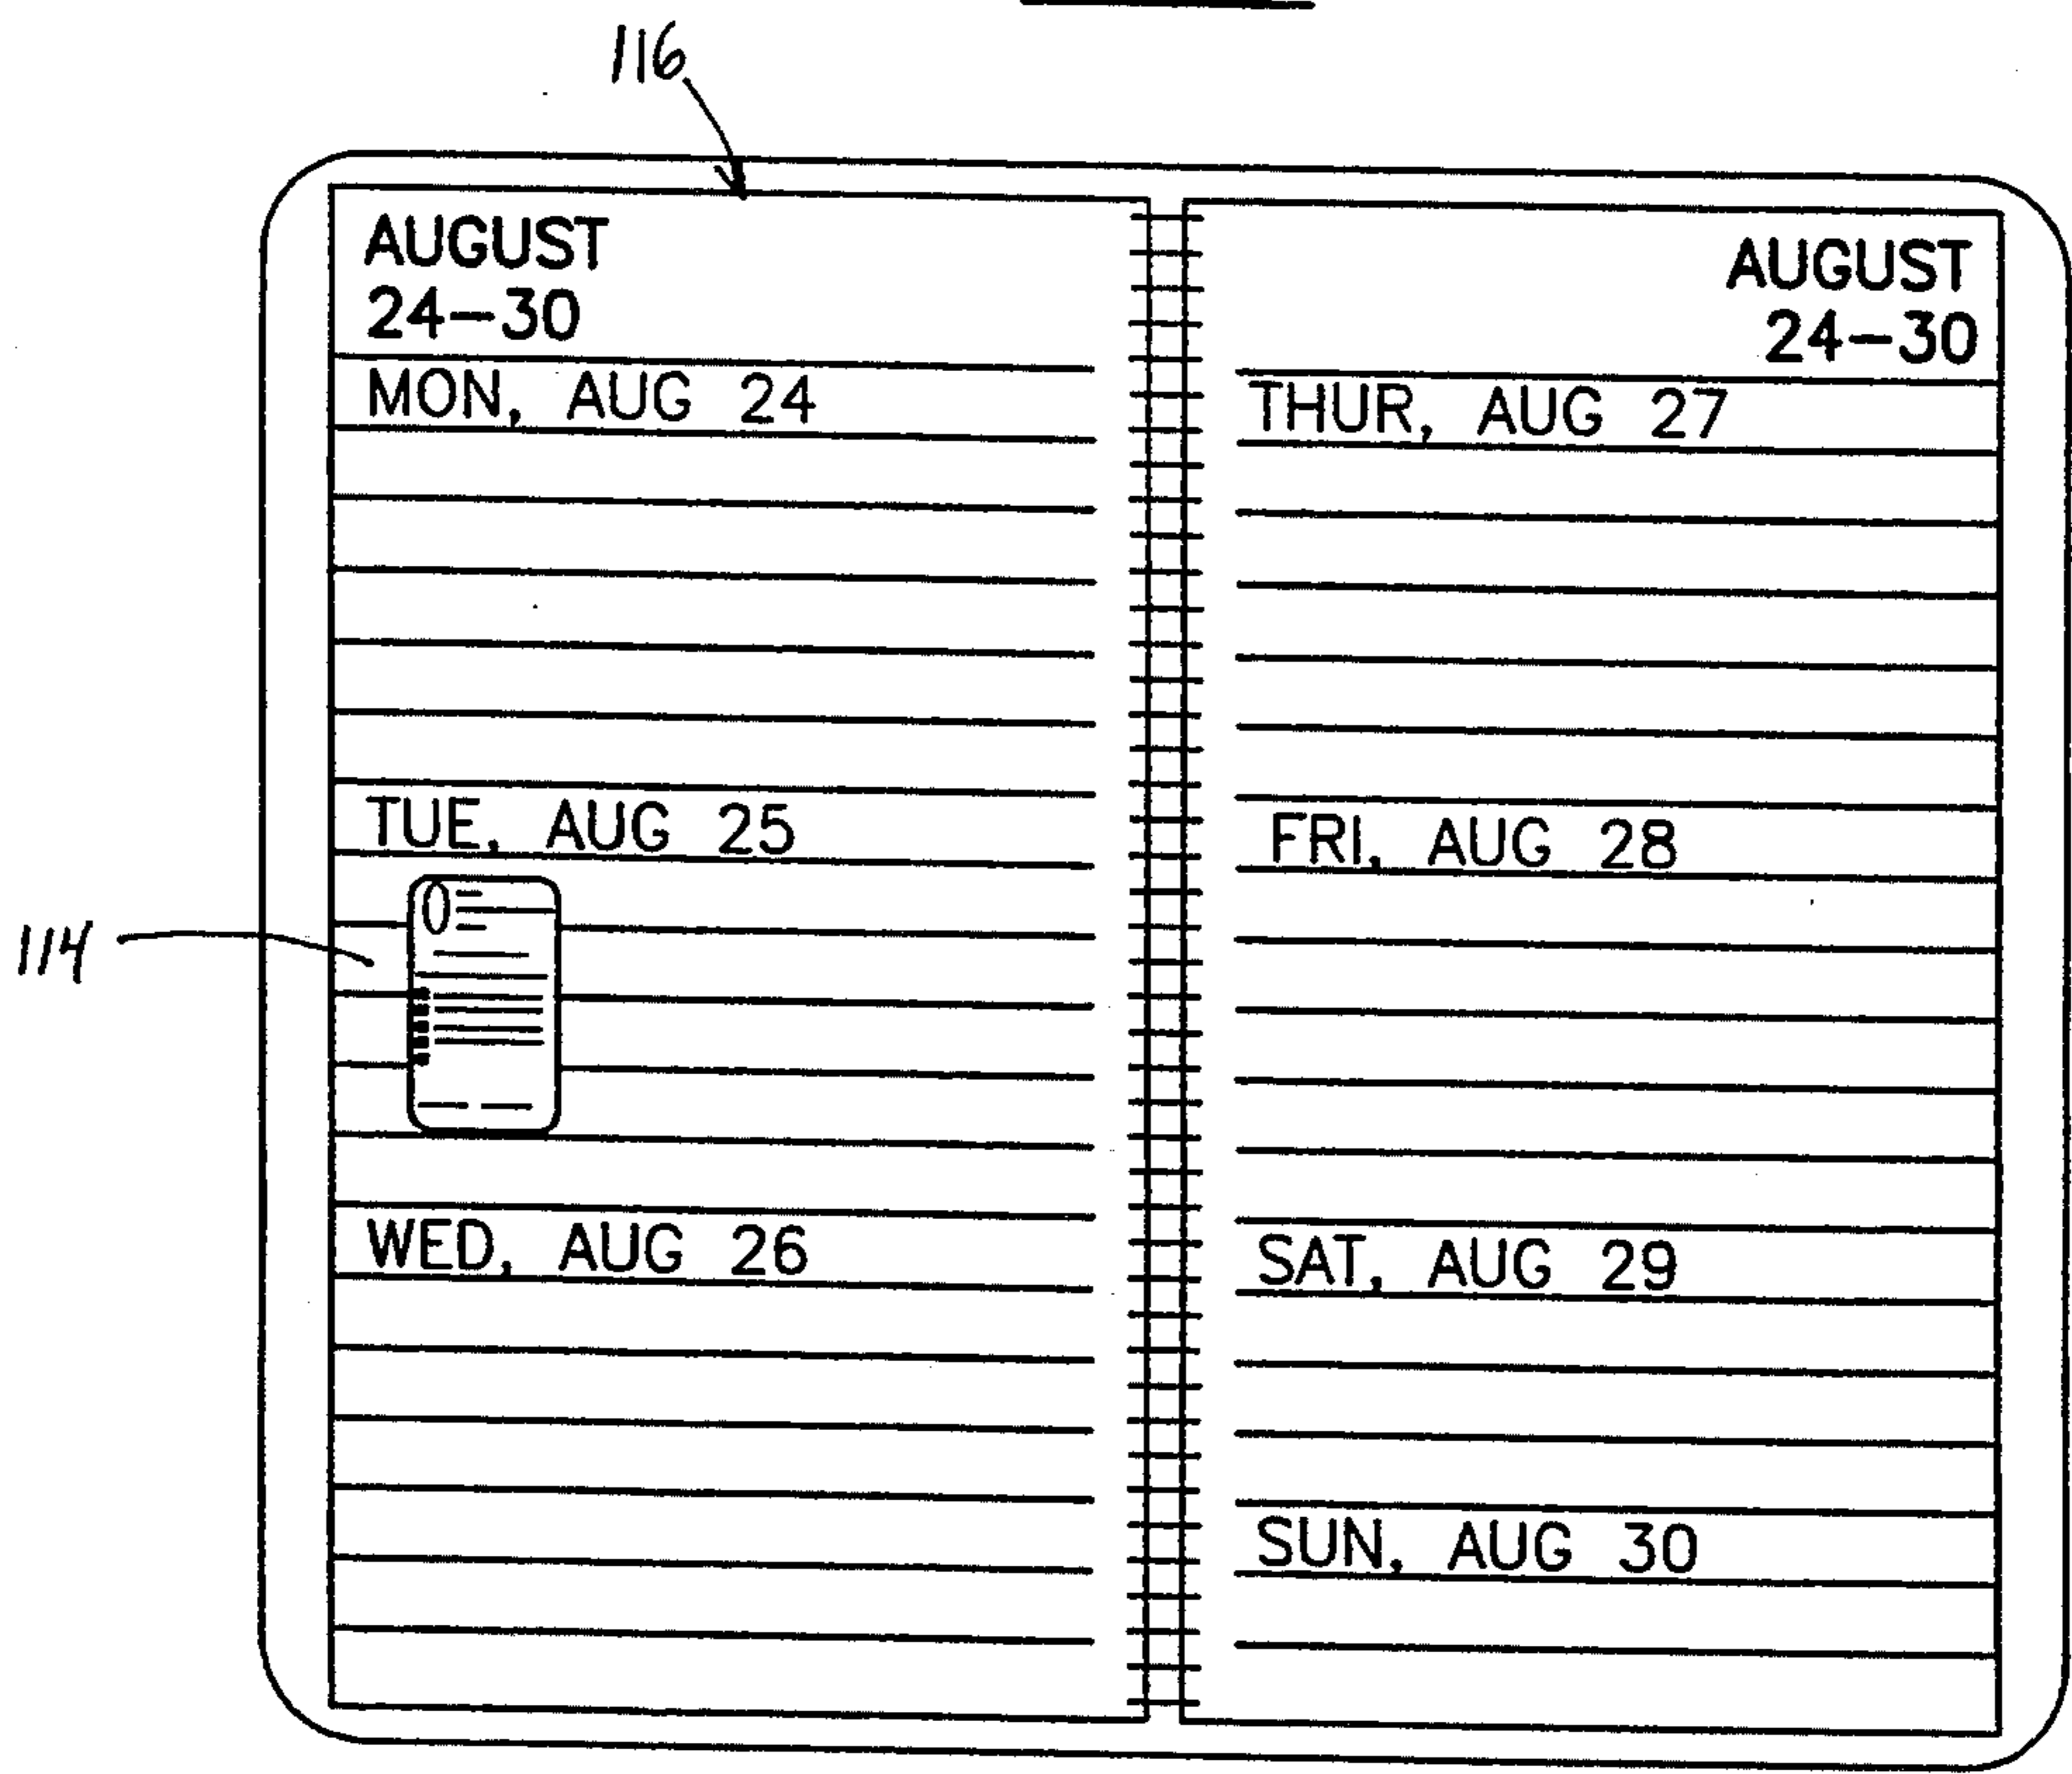 116
AUGUST
24-30
MON, AUG 24
TUE, AUG 25
114
WED, AUG 26
AUGUST
24-30
THUR, AUG 27
FRI, AUG 28
SAT, AUG 29
SUN, AUG 30